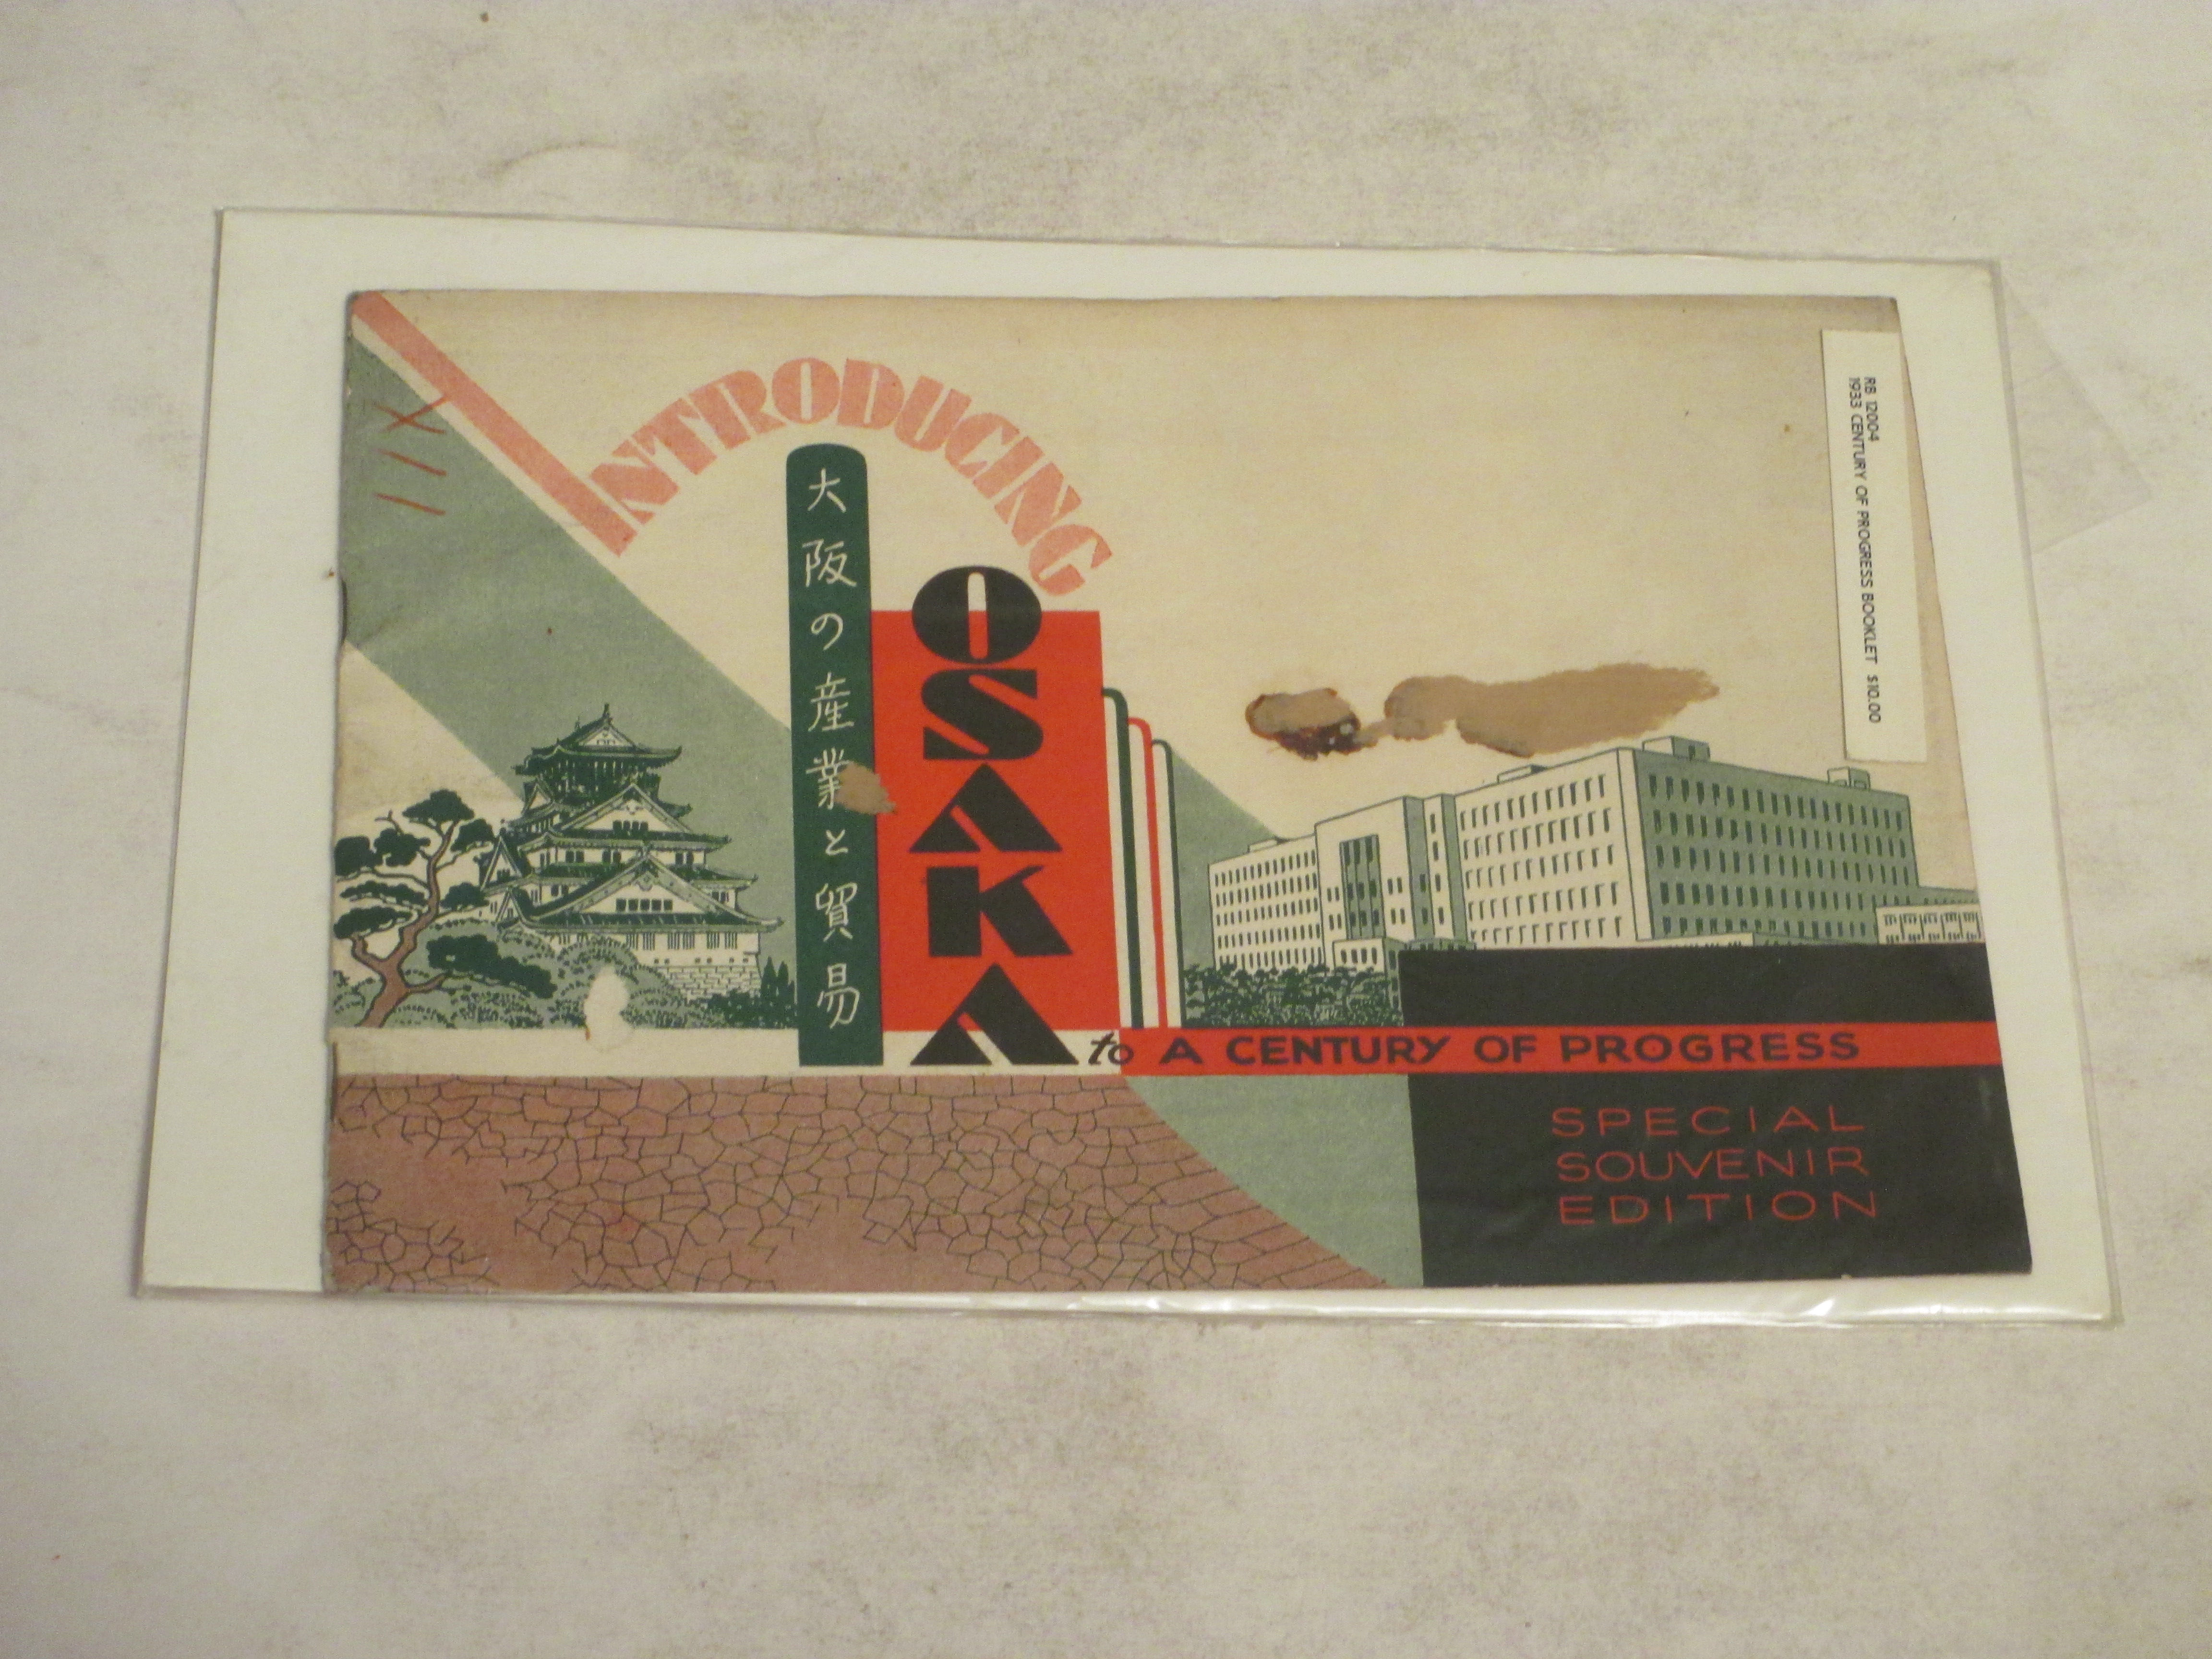 INTRODUCING
大阪の産業と貿易
OSAKA
to A CENTURY OF PROGRESS
SPECIAL
SOUVENIR
EDITION
RB 12004
1933 CENTURY OF PROGRESS BOOKLET $10.00